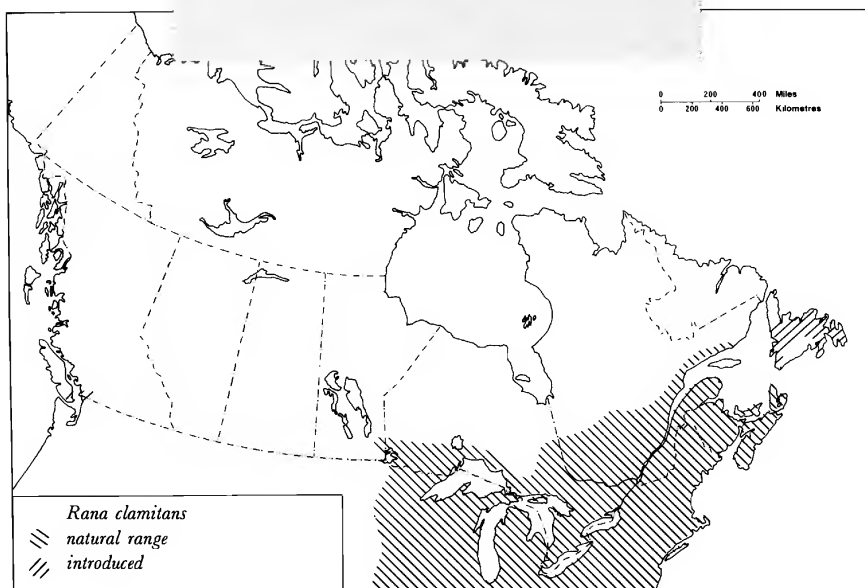 0 200 400 Miles
0 200 400 600 Kilometres
Rana clamitans
natural range
introduced